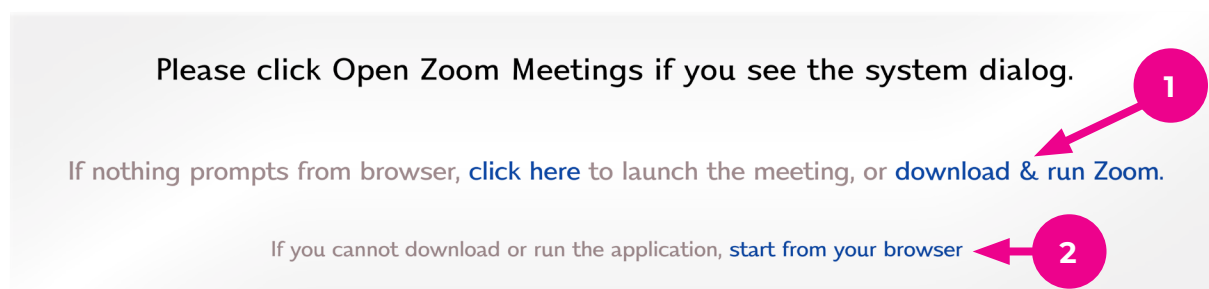 Please click Open Zoom Meetings if you see the system dialog.
1
If nothing prompts from browser, click here to launch the meeting, or download & run Zoom.
If you cannot download or run the application, start from your browser
2